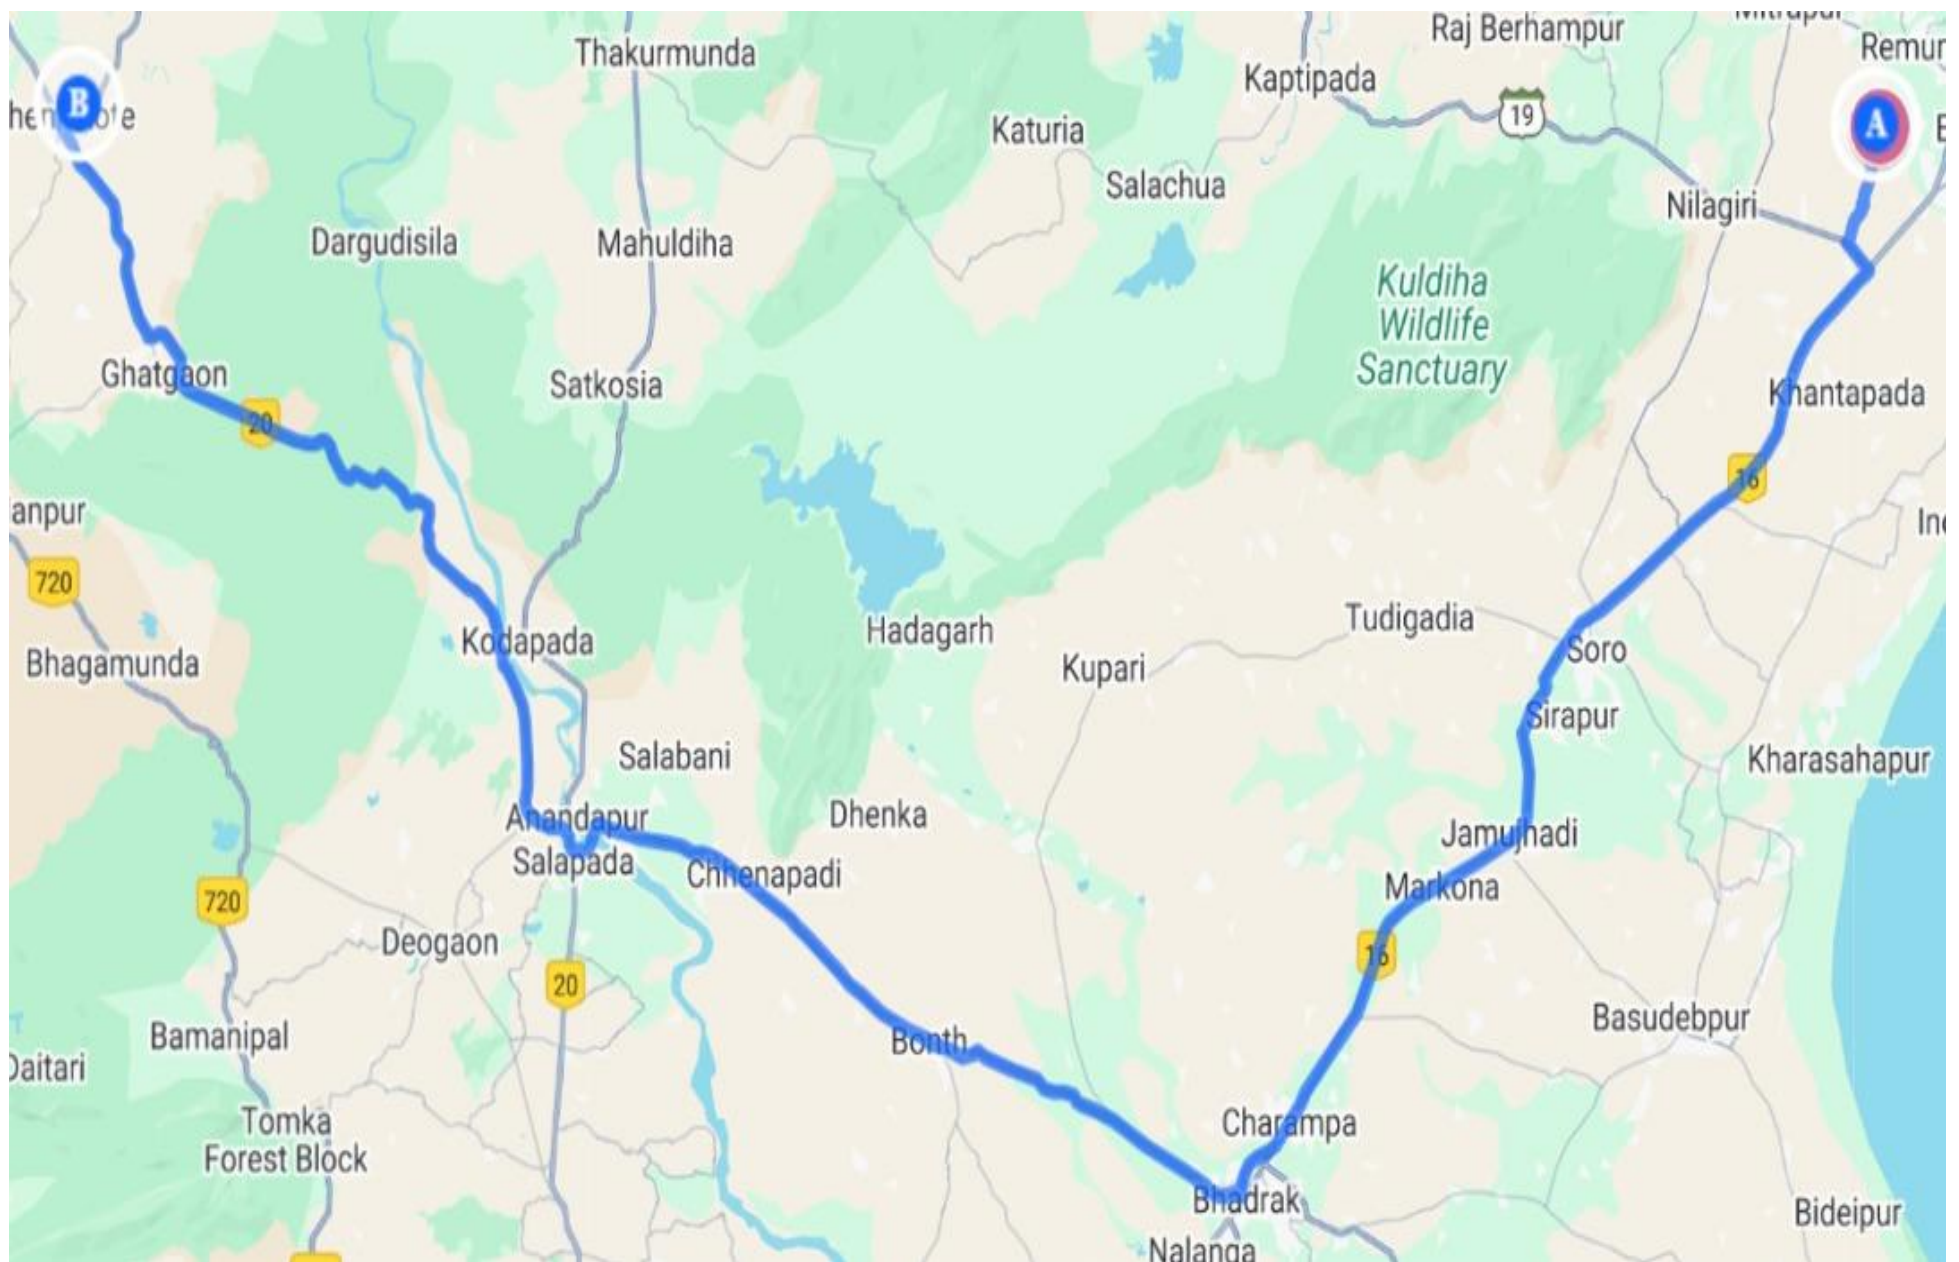 Raj Berhampur
Thakurmunda
Remur
Kaptipada
B
19
A
Katuria
Salachua
Nilagiri
Dargudisila
Mahuldiha
Kuldiha
Wildlife
Sanctuary
Ghatgaon
Satkosia
Khantapada
20
16
anpur
720
Hadagarh
Tudigadia
Kodapada
Soro
Bhagamunda
Kupari
Sirapur
Salabani
Kharasahapur
Anandapur
Dhenka
Jamujhadi
Salapada
Chhenapadi
Markona
720
Deogaon
16
20
Basudebpur
Bamanipal
Bonth
Daitari
Tomka
Forest Block
Charampa
Bhadrak
Bideipur
Nalanga